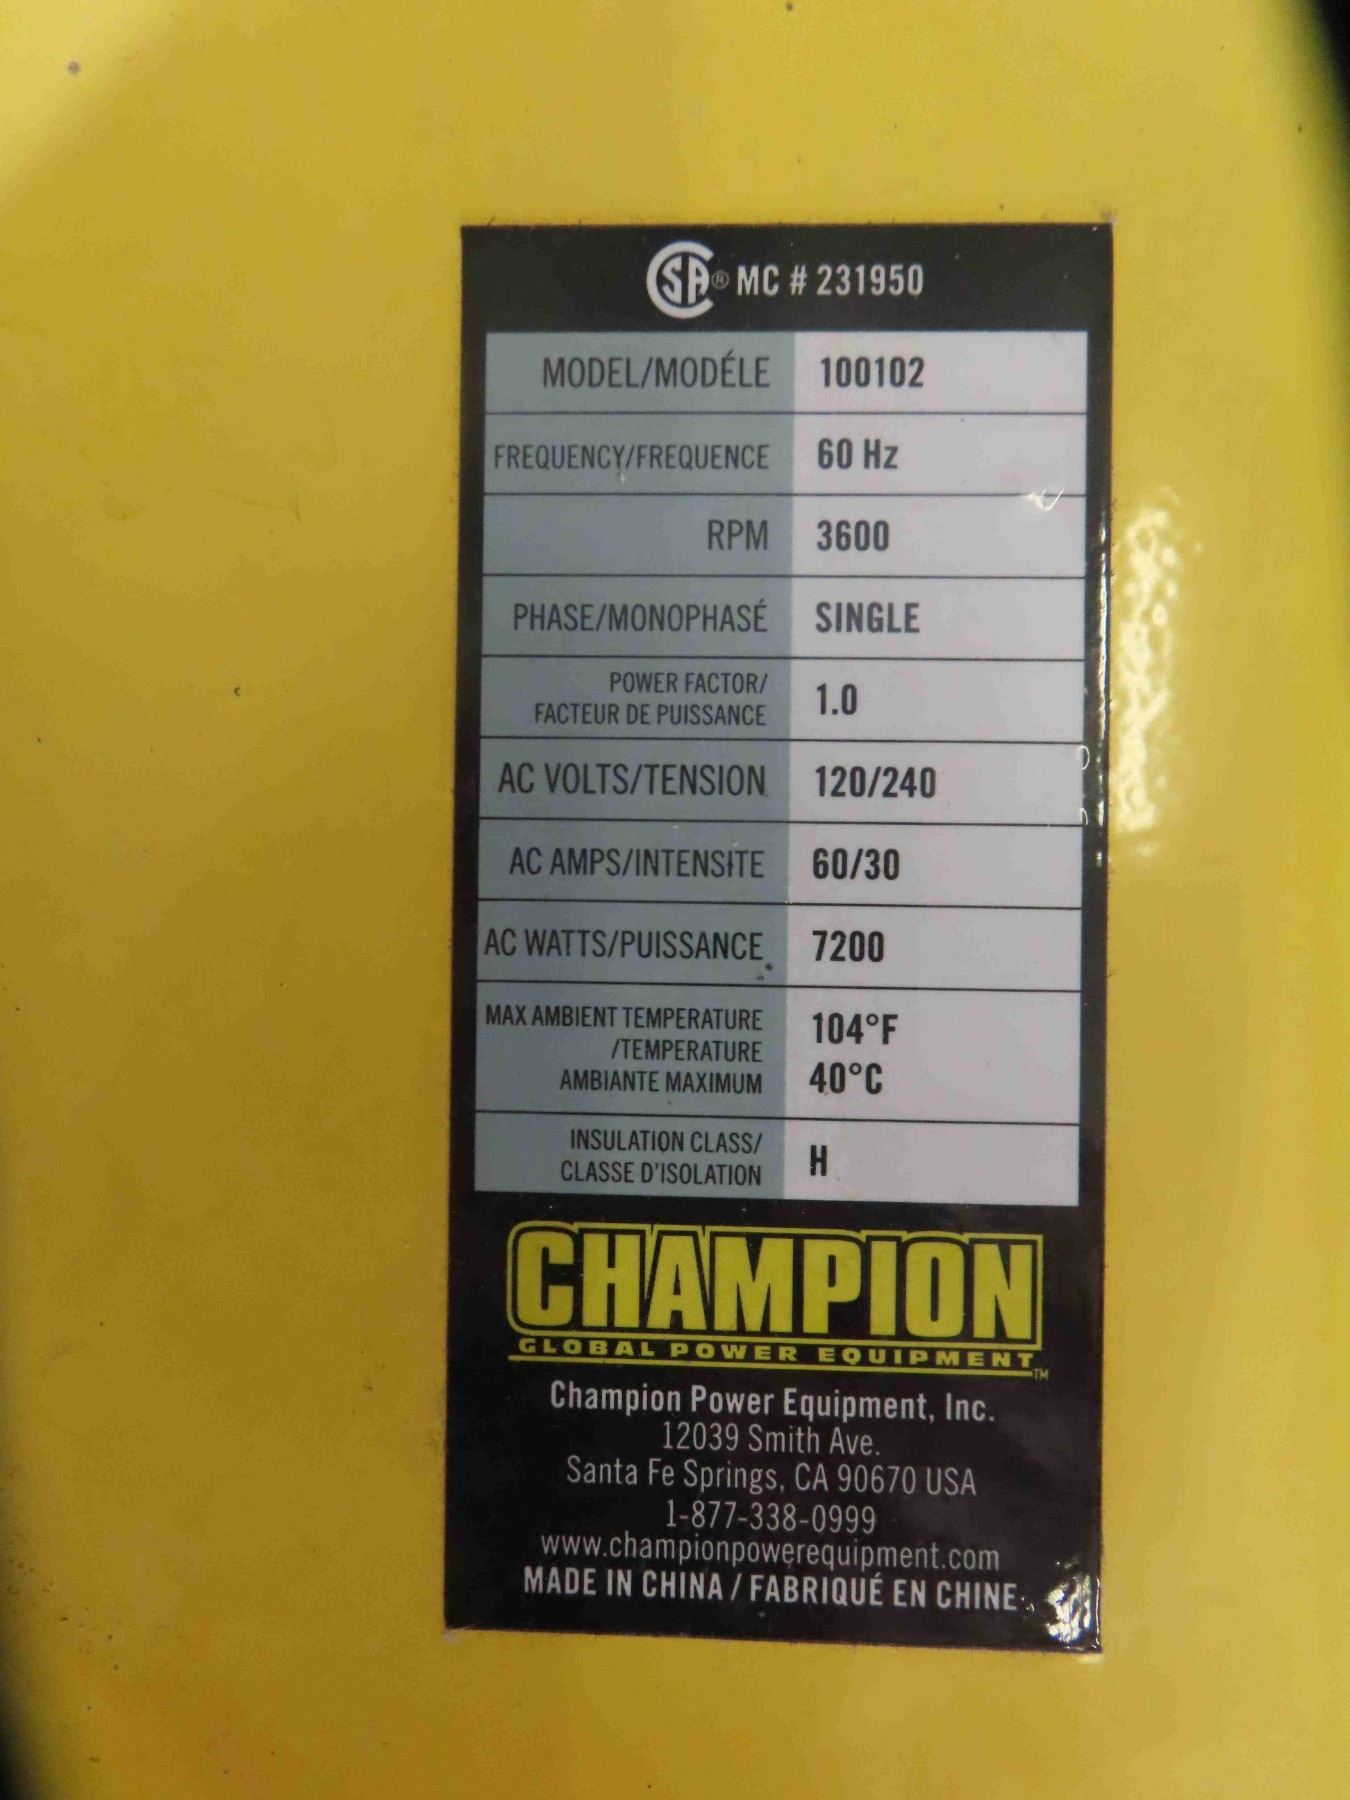 CSA® MC # 231950
MODEL/MODÉLE 100102
FREQUENCY/FREQUENCE 60 Hz
RPM 3600
PHASE/MONOPHASÉ SINGLE
POWER FACTOR/
FACTEUR DE PUISSANCE 1.0
AC VOLTS/TENSION 120/240
AC AMPS/INTENSITE 60/30
AC WATTS/PUISSANCE 7200
MAX AMBIENT TEMPERATURE 104°F
/TEMPERATURE
AMBIANTE MAXIMUM 40°C
INSULATION CLASS/
CLASSE D'ISOLATION H
CHAMPION
GLOBAL POWER EQUIPMENT™
Champion Power Equipment, Inc.
12039 Smith Ave.
Santa Fe Springs, CA 90670 USA
1-877-338-0999
www.championpowerequipment.com
MADE IN CHINA / FABRIQUÉ EN CHINE